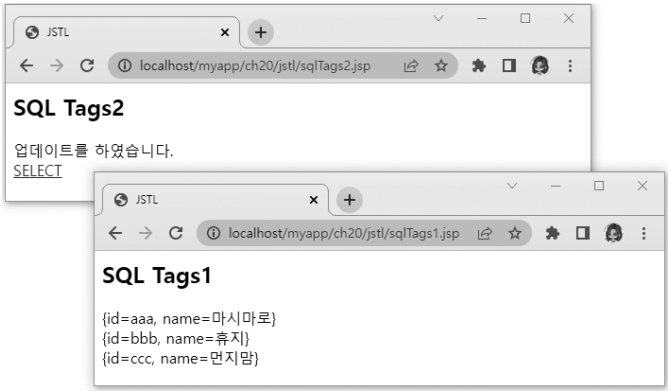 JSTL
localhost/myapp/ch20/jstl/sqlTags2.jsp
SQL Tags2
업데이트를 하였습니다.
SELECT
JSTL
localhost/myapp/ch20/jstl/sqlTags1.jsp
SQL Tags1
{id=aaa, name=마시마로}
{id=bbb, name=휴지}
{id=ccc, name=먼지맘}